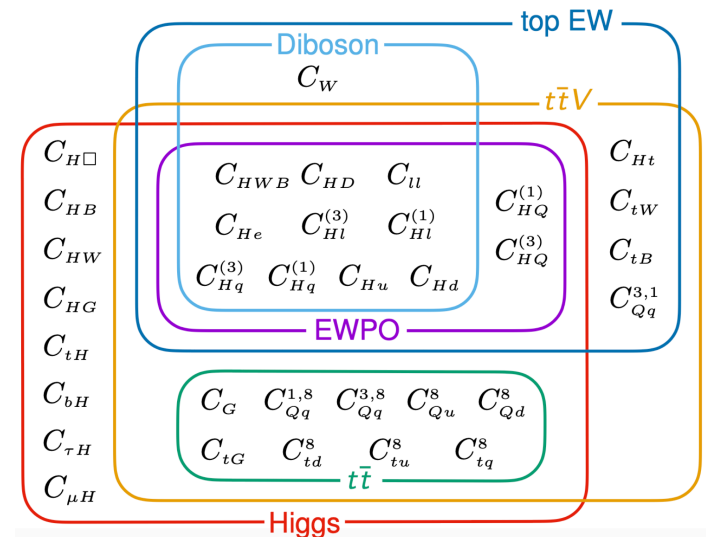 top EW
Diboson
C_W
tt̄V
C_{H□}
C_{HB}
C_{HW}
C_{HG}
C_{tH}
C_{bH}
C_{τH}
C_{μH}
C_{HWB} C_{HD} C_{ll}
C_{He} C_{Hl}^{(3)} C_{Hl}^{(1)}
C_{Hq}^{(3)} C_{Hq}^{(1)} C_{Hu} C_{Hd}
C_{HQ}^{(1)}
C_{HQ}^{(3)}
EWPO
C_{Ht}
C_{tW}
C_{tB}
C_{Qq}^{3,1}
C_G C_{Qq}^{1,8} C_{Qq}^{3,8} C_{Qu}^{8} C_{Qd}^{8}
C_{tG} C_{td}^{8} C_{tu}^{8} C_{tq}^{8}
tt̄
Higgs